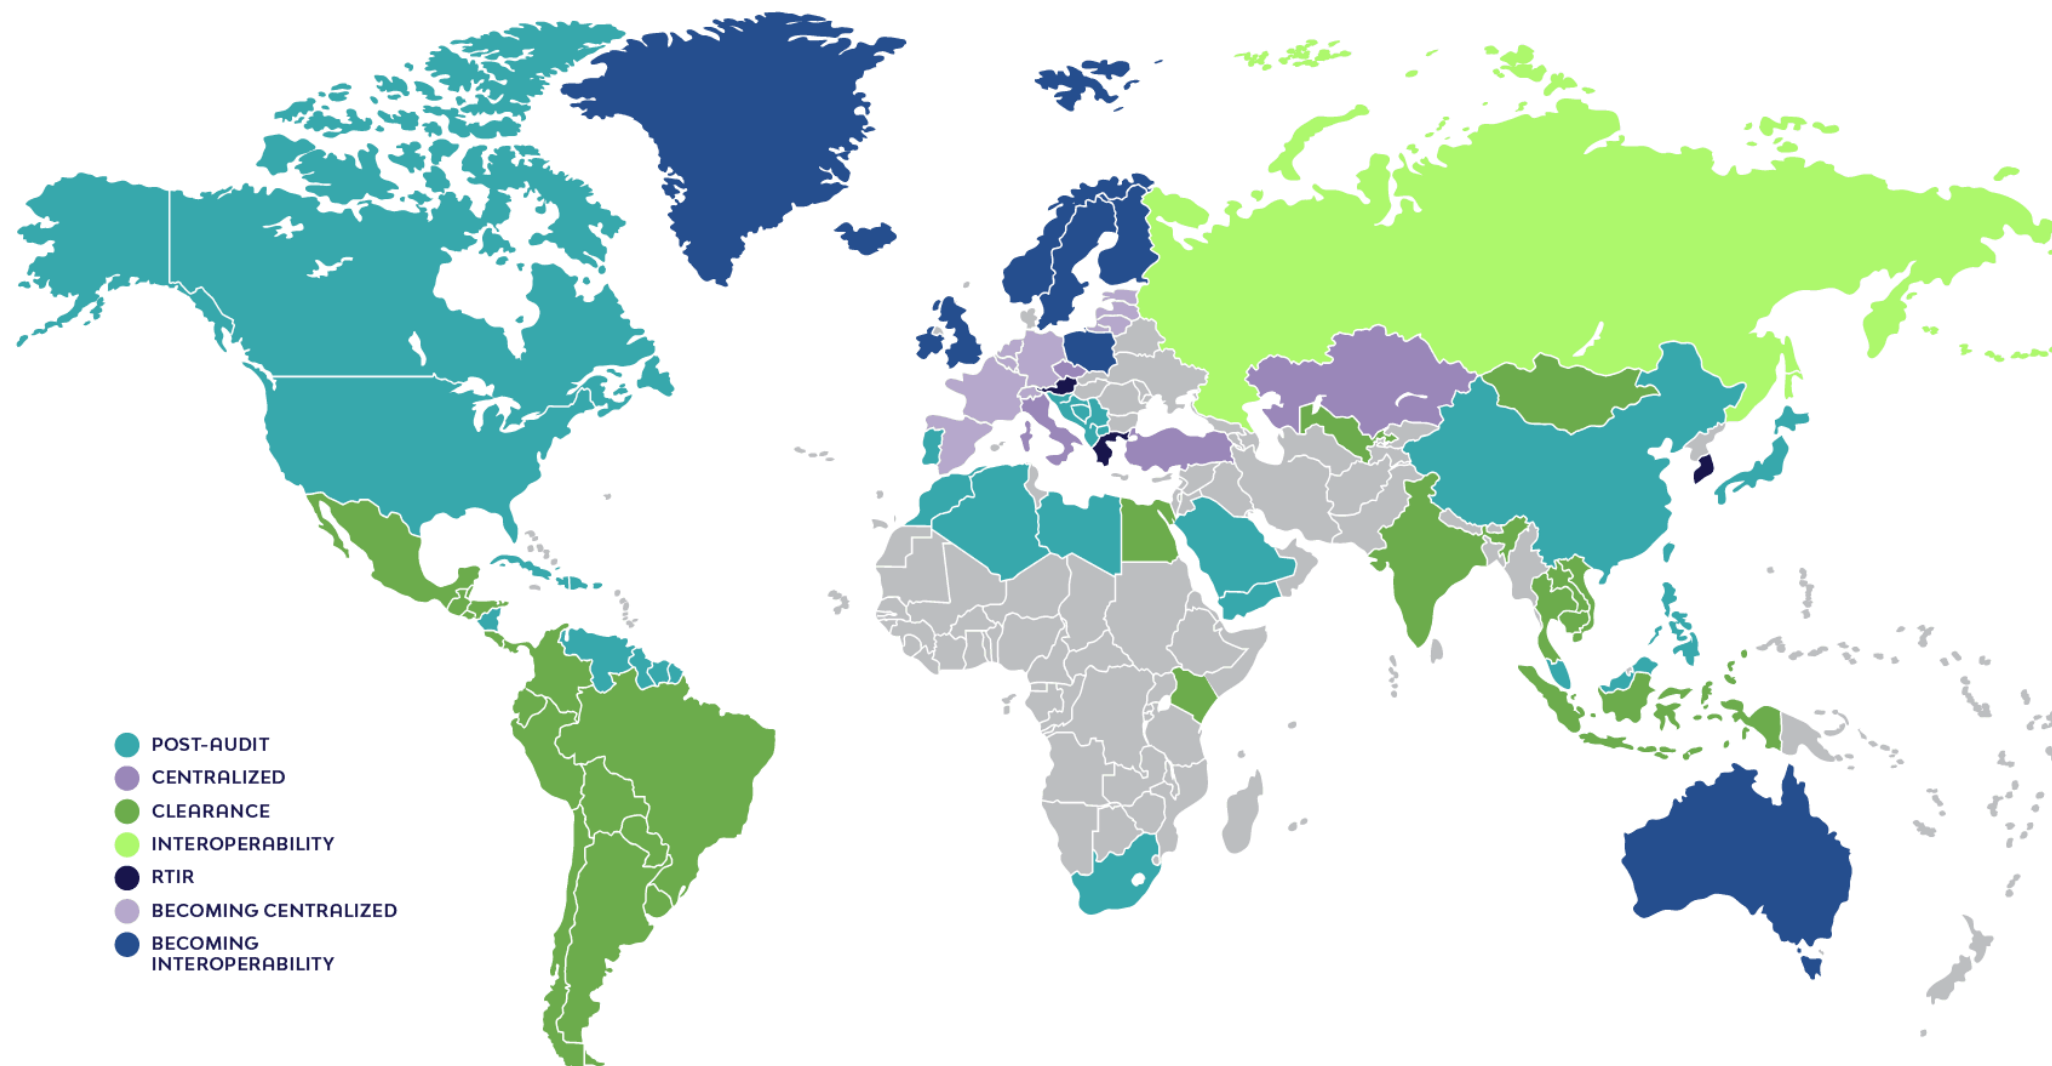 POST-AUDIT
CENTRALIZED
CLEARANCE
INTEROPERABILITY
RTIR
BECOMING CENTRALIZED
BECOMING
INTEROPERABILITY